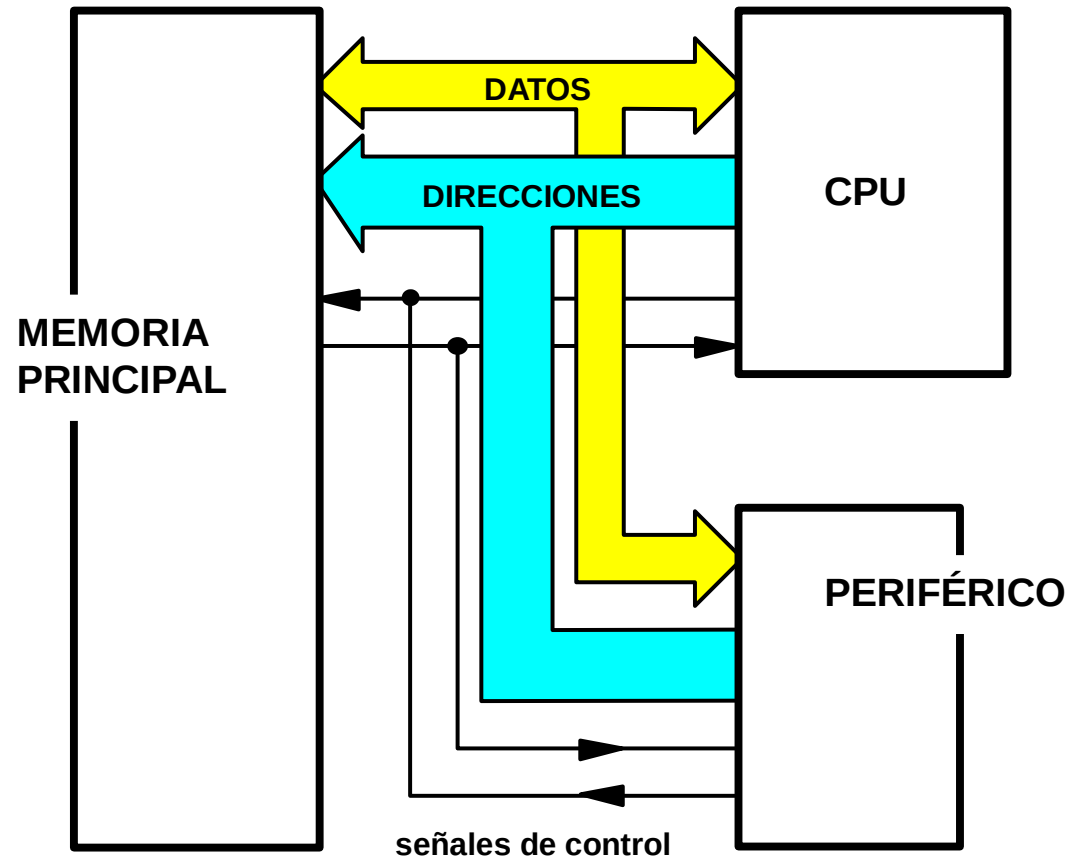 DATOS
DIRECCIONES
CPU
MEMORIA
PRINCIPAL
PERIFÉRICO
señales de control